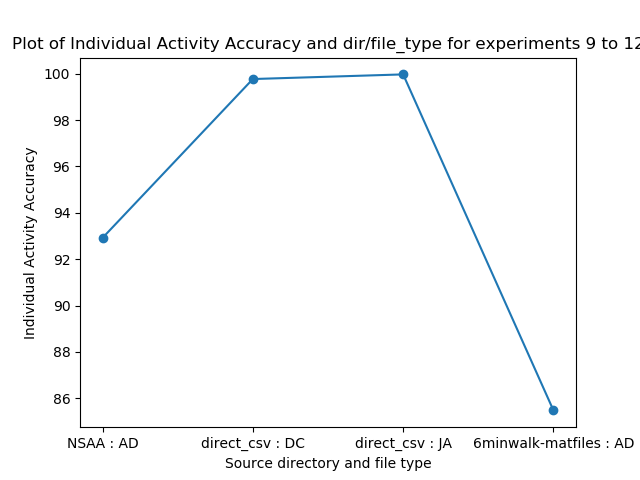 Plot of Individual Activity Accuracy and dir/file_type for experiments 9 to 12
100
98
96
94
92
90
88
86
Individual Activity Accuracy
NSAA : AD direct_csv : DC direct_csv : JA 6minwalk-matfiles : AD
Source directory and file type